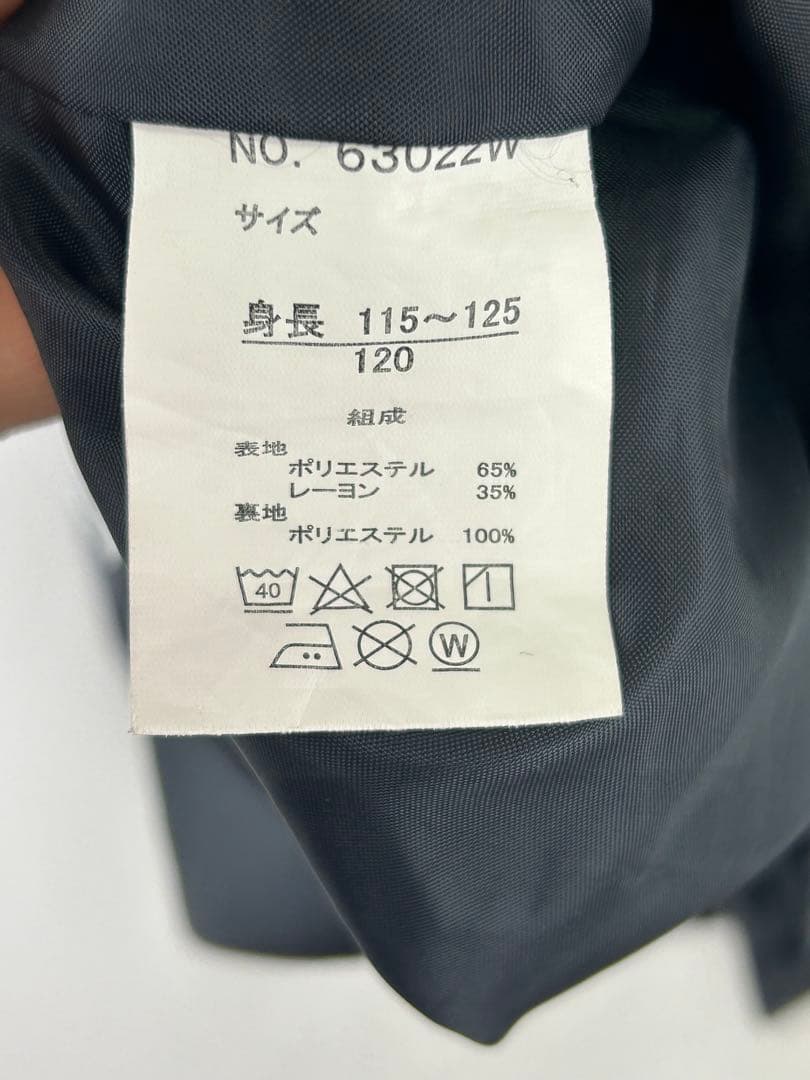 NO. 63022W
サイズ
身長 115～125
120
組成
表地
ポリエステル 65%
レーヨン 35%
裏地
ポリエステル 100%
40
W